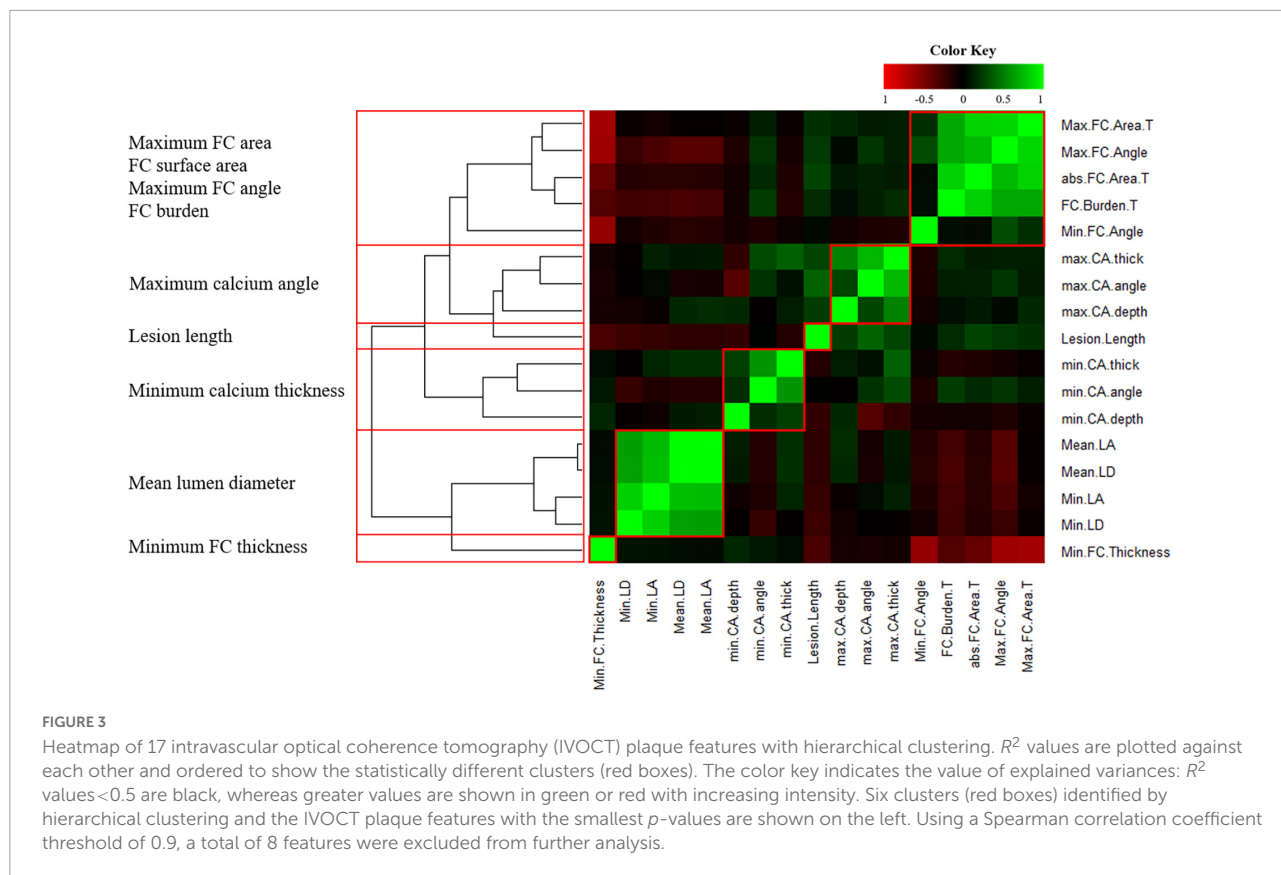 Color Key
1 -0.5 0 0.5 1
Maximum FC area
FC surface area
Maximum FC angle
FC burden
Maximum calcium angle
Lesion length
Minimum calcium thickness
Mean lumen diameter
Minimum FC thickness
Max.FC.Area.T
Max.FC.Angle
abs.FC.Area.T
FC.Burden.T
Min.FC.Angle
max.CA.thick
max.CA.angle
max.CA.depth
Lesion.Length
min.CA.thick
min.CA.angle
min.CA.depth
Mean.LA
Mean.LD
Min.LA
Min.LD
Min.FC.Thickness
Min.FC.Thickness
Min.LD
Min.LA
Mean.LD
Mean.LA
min.CA.depth
min.CA.angle
min.CA.thick
Lesion.Length
max.CA.depth
max.CA.angle
max.CA.thick
Min.FC.Angle
FC.Burden.T
abs.FC.Area.T
Max.FC.Angle
Max.FC.Area.T
FIGURE 3
Heatmap of 17 intravascular optical coherence tomography (IVOCT) plaque features with hierarchical clustering. R² values are plotted against
each other and ordered to show the statistically different clusters (red boxes). The color key indicates the value of explained variances: R²
values<0.5 are black, whereas greater values are shown in green or red with increasing intensity. Six clusters (red boxes) identified by
hierarchical clustering and the IVOCT plaque features with the smallest p-values are shown on the left. Using a Spearman correlation coefficient
threshold of 0.9, a total of 8 features were excluded from further analysis.